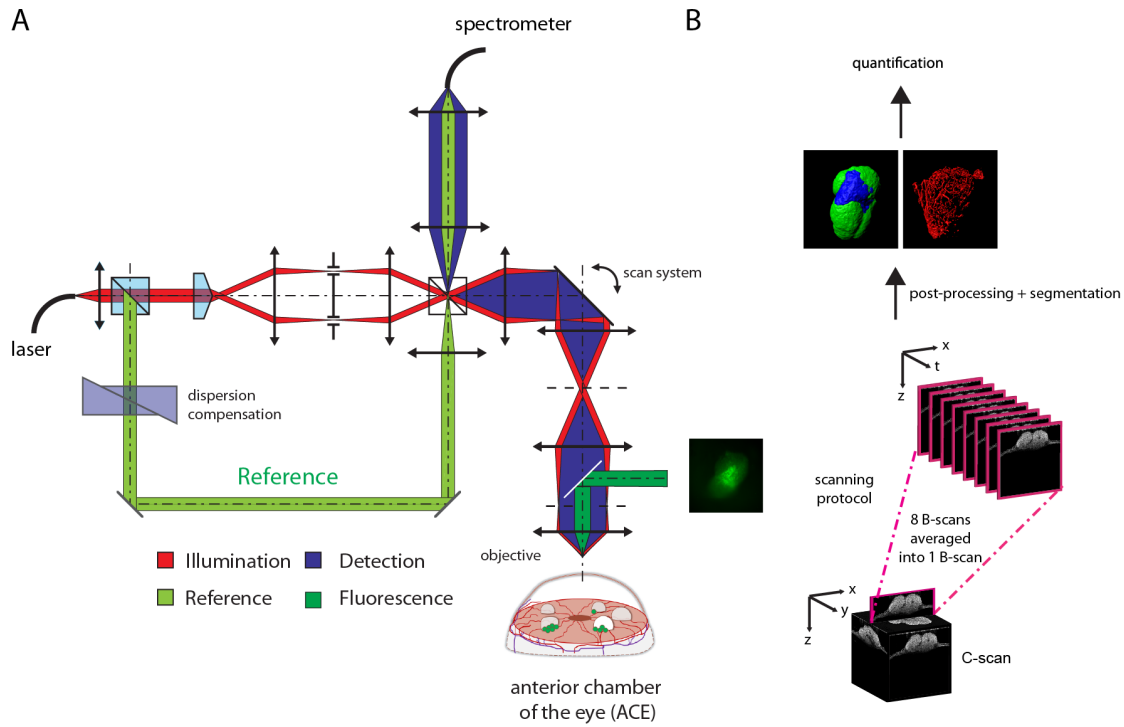 A
B
spectrometer
scan system
laser
dispersion
compensation
Reference
Illumination
Detection
Reference
Fluorescence
objective
anterior chamber
of the eye (ACE)
quantification
post-processing + segmentation
x
t
z
scanning
protocol
8 B-scans
averaged
into 1 B-scan
x
y
z
C-scan